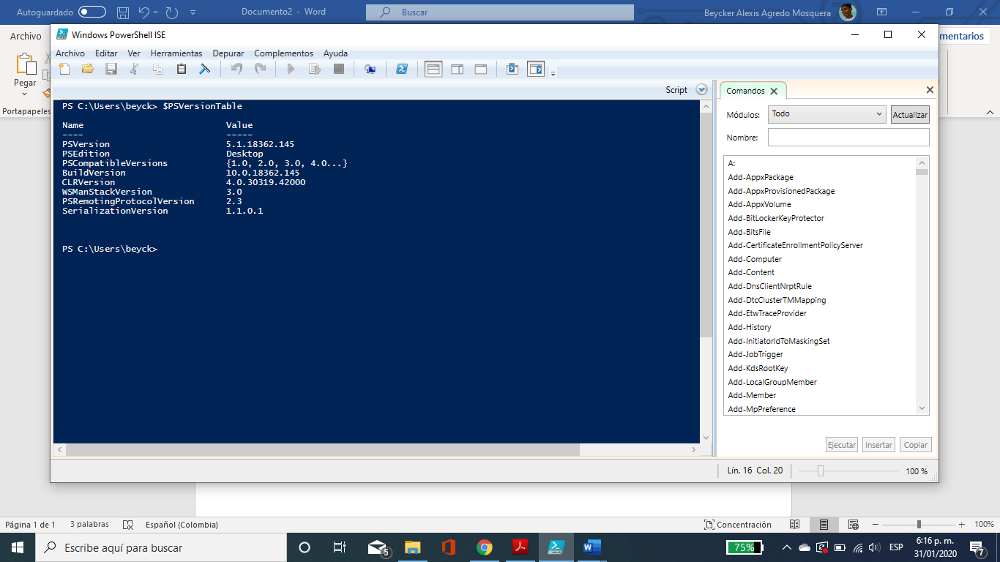 Autoguardado
Documento2 - Word
Buscar
Beycker Alexis Agredo Mosquera
Archivo
mentarios
Pegar
Portapapeles
Windows PowerShell ISE
Archivo Editar Ver Herramientas Depurar Complementos Ayuda
Script
PS C:\Users\beyck> $PSVersionTable
Name Value
---- -----
PSVersion 5.1.18362.145
PSEdition Desktop
PSCompatibleVersions {1.0, 2.0, 3.0, 4.0...}
BuildVersion 10.0.18362.145
CLRVersion 4.0.30319.42000
WSManStackVersion 3.0
PSRemotingProtocolVersion 2.3
SerializationVersion 1.1.0.1
PS C:\Users\beyck>
Comandos
Módulos: Todo Actualizar
Nombre:
A:
Add-AppxPackage
Add-AppxProvisionedPackage
Add-AppxVolume
Add-BitLockerKeyProtector
Add-BitsFile
Add-CertificateEnrollmentPolicyServer
Add-Computer
Add-Content
Add-DnsClientNrptRule
Add-DtcClusterTMMapping
Add-EtwTraceProvider
Add-History
Add-InitiatorIdToMaskingSet
Add-JobTrigger
Add-KdsRootKey
Add-LocalGroupMember
Add-Member
Add-MpPreference
Ejecutar Insertar Copiar
Lín. 16 Col. 20 100 %
Página 1 de 1 3 palabras Español (Colombia) Concentración 100%
Escribe aquí para buscar
5
75%
ESP
6:16 p. m.
31/01/2020
7